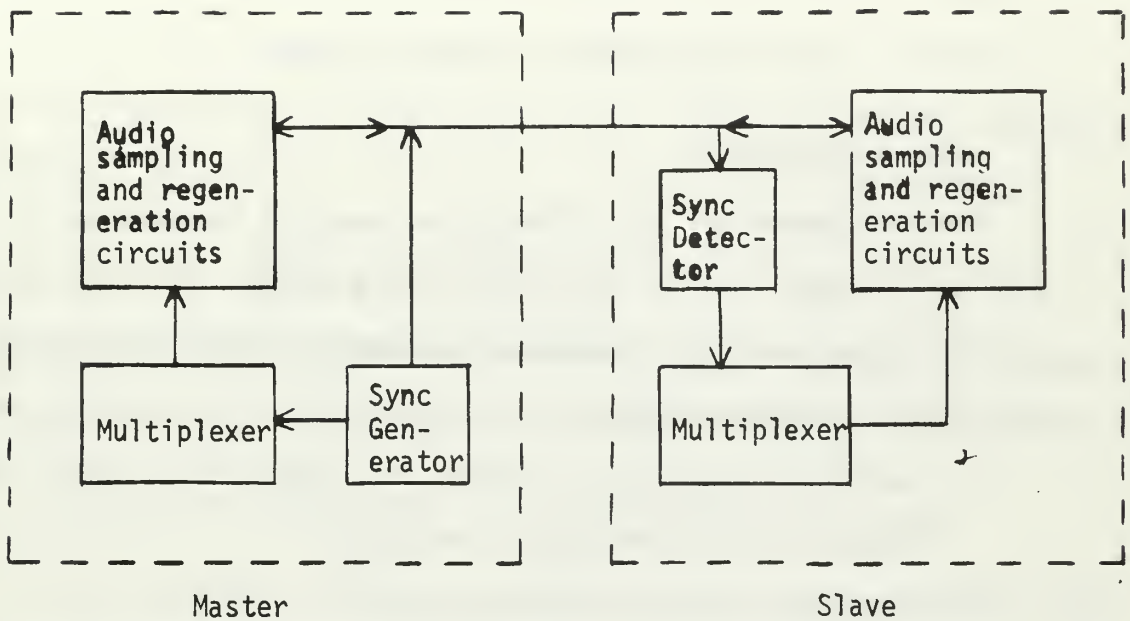 Audio
sampling
and regen-
eration
circuits
Multiplexer
Sync
Gen-
erator
Master
Sync
Detec-
tor
Audio
sampling
and regen-
eration
circuits
Multiplexer
Slave